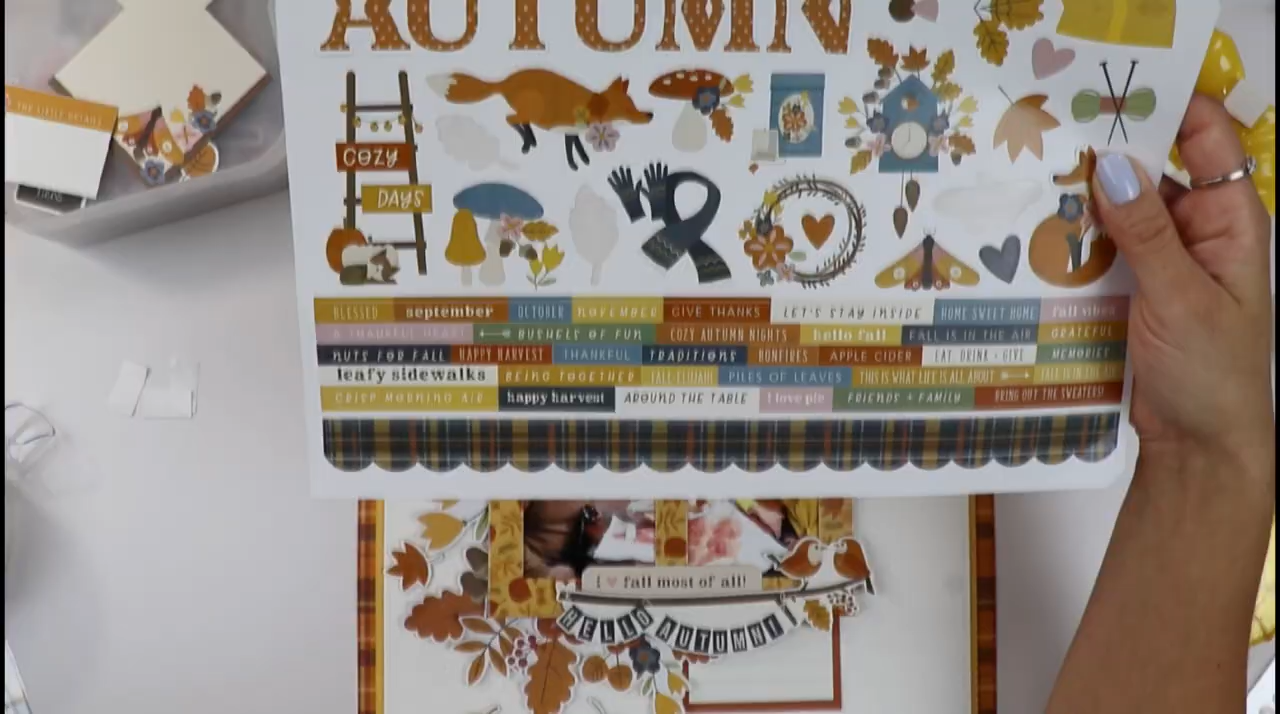 AUTUMN
THE LITTLE DETAILS
COZY
DAYS
BLESSED september OCTOBER NOVEMBER GIVE THANKS LET'S STAY INSIDE HOME SWEET HOME fall vibes
A THANKFUL HEART BUSHELS OF FUN COZY AUTUMN NIGHTS hello fall FALL IS IN THE AIR GRATEFUL
NUTS FOR FALL HAPPY HARVEST THANKFUL TRADITIONS BONFIRES APPLE CIDER EAT, DRINK + GIVE MEMORIES
leafy sidewalks BEING TOGETHER PILES OF LEAVES THIS IS WHAT LIFE IS ALL ABOUT
CRISP MORNING AIR happy harvest AROUND THE TABLE I love pie FRIENDS + FAMILY BRING OUT THE SWEATERS!
I ♥ fall most of all!
HELLO AUTUMN!